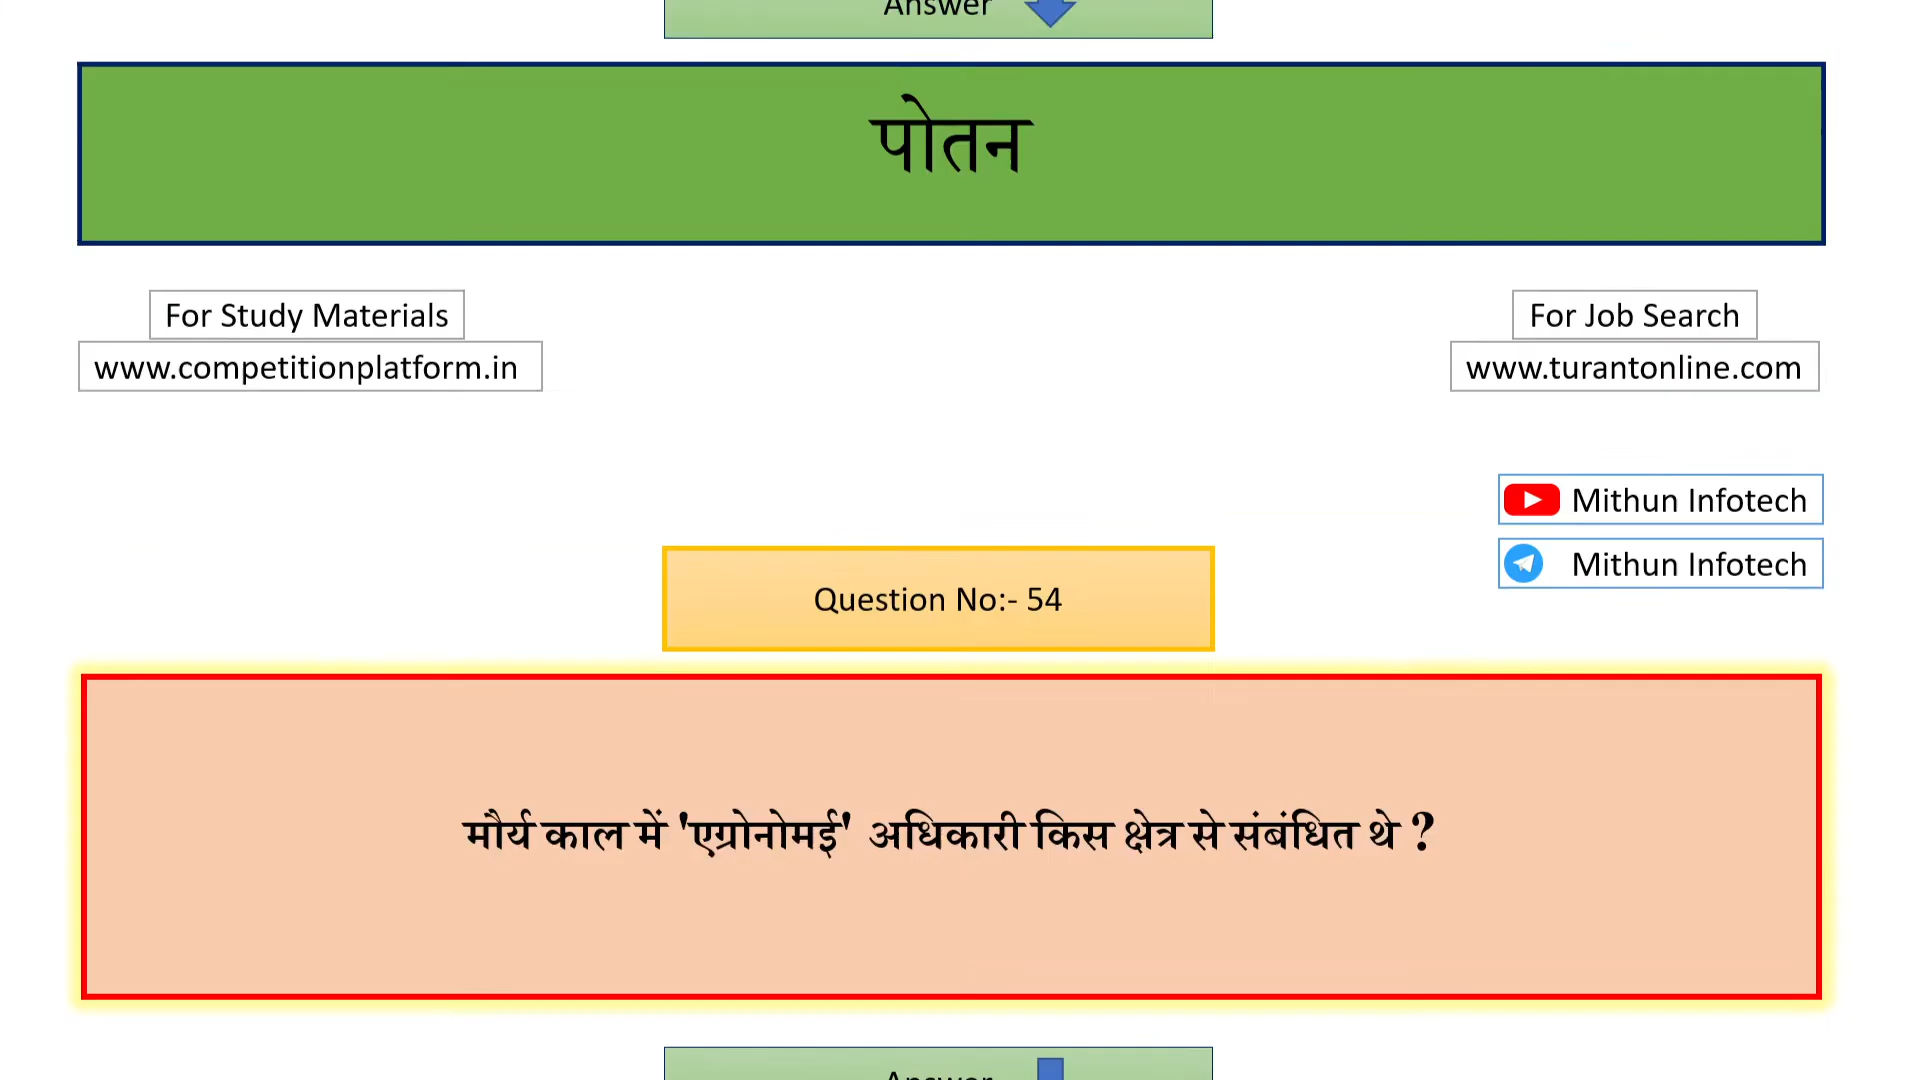 Answer
पोतन
For Study Materials
www.competitionplatform.in
For Job Search
www.turantonline.com
Mithun Infotech
Mithun Infotech
Question No:- 54
मौर्य काल में 'एग्रोनोमई' अधिकारी किस क्षेत्र से संबंधित थे ?
Answer